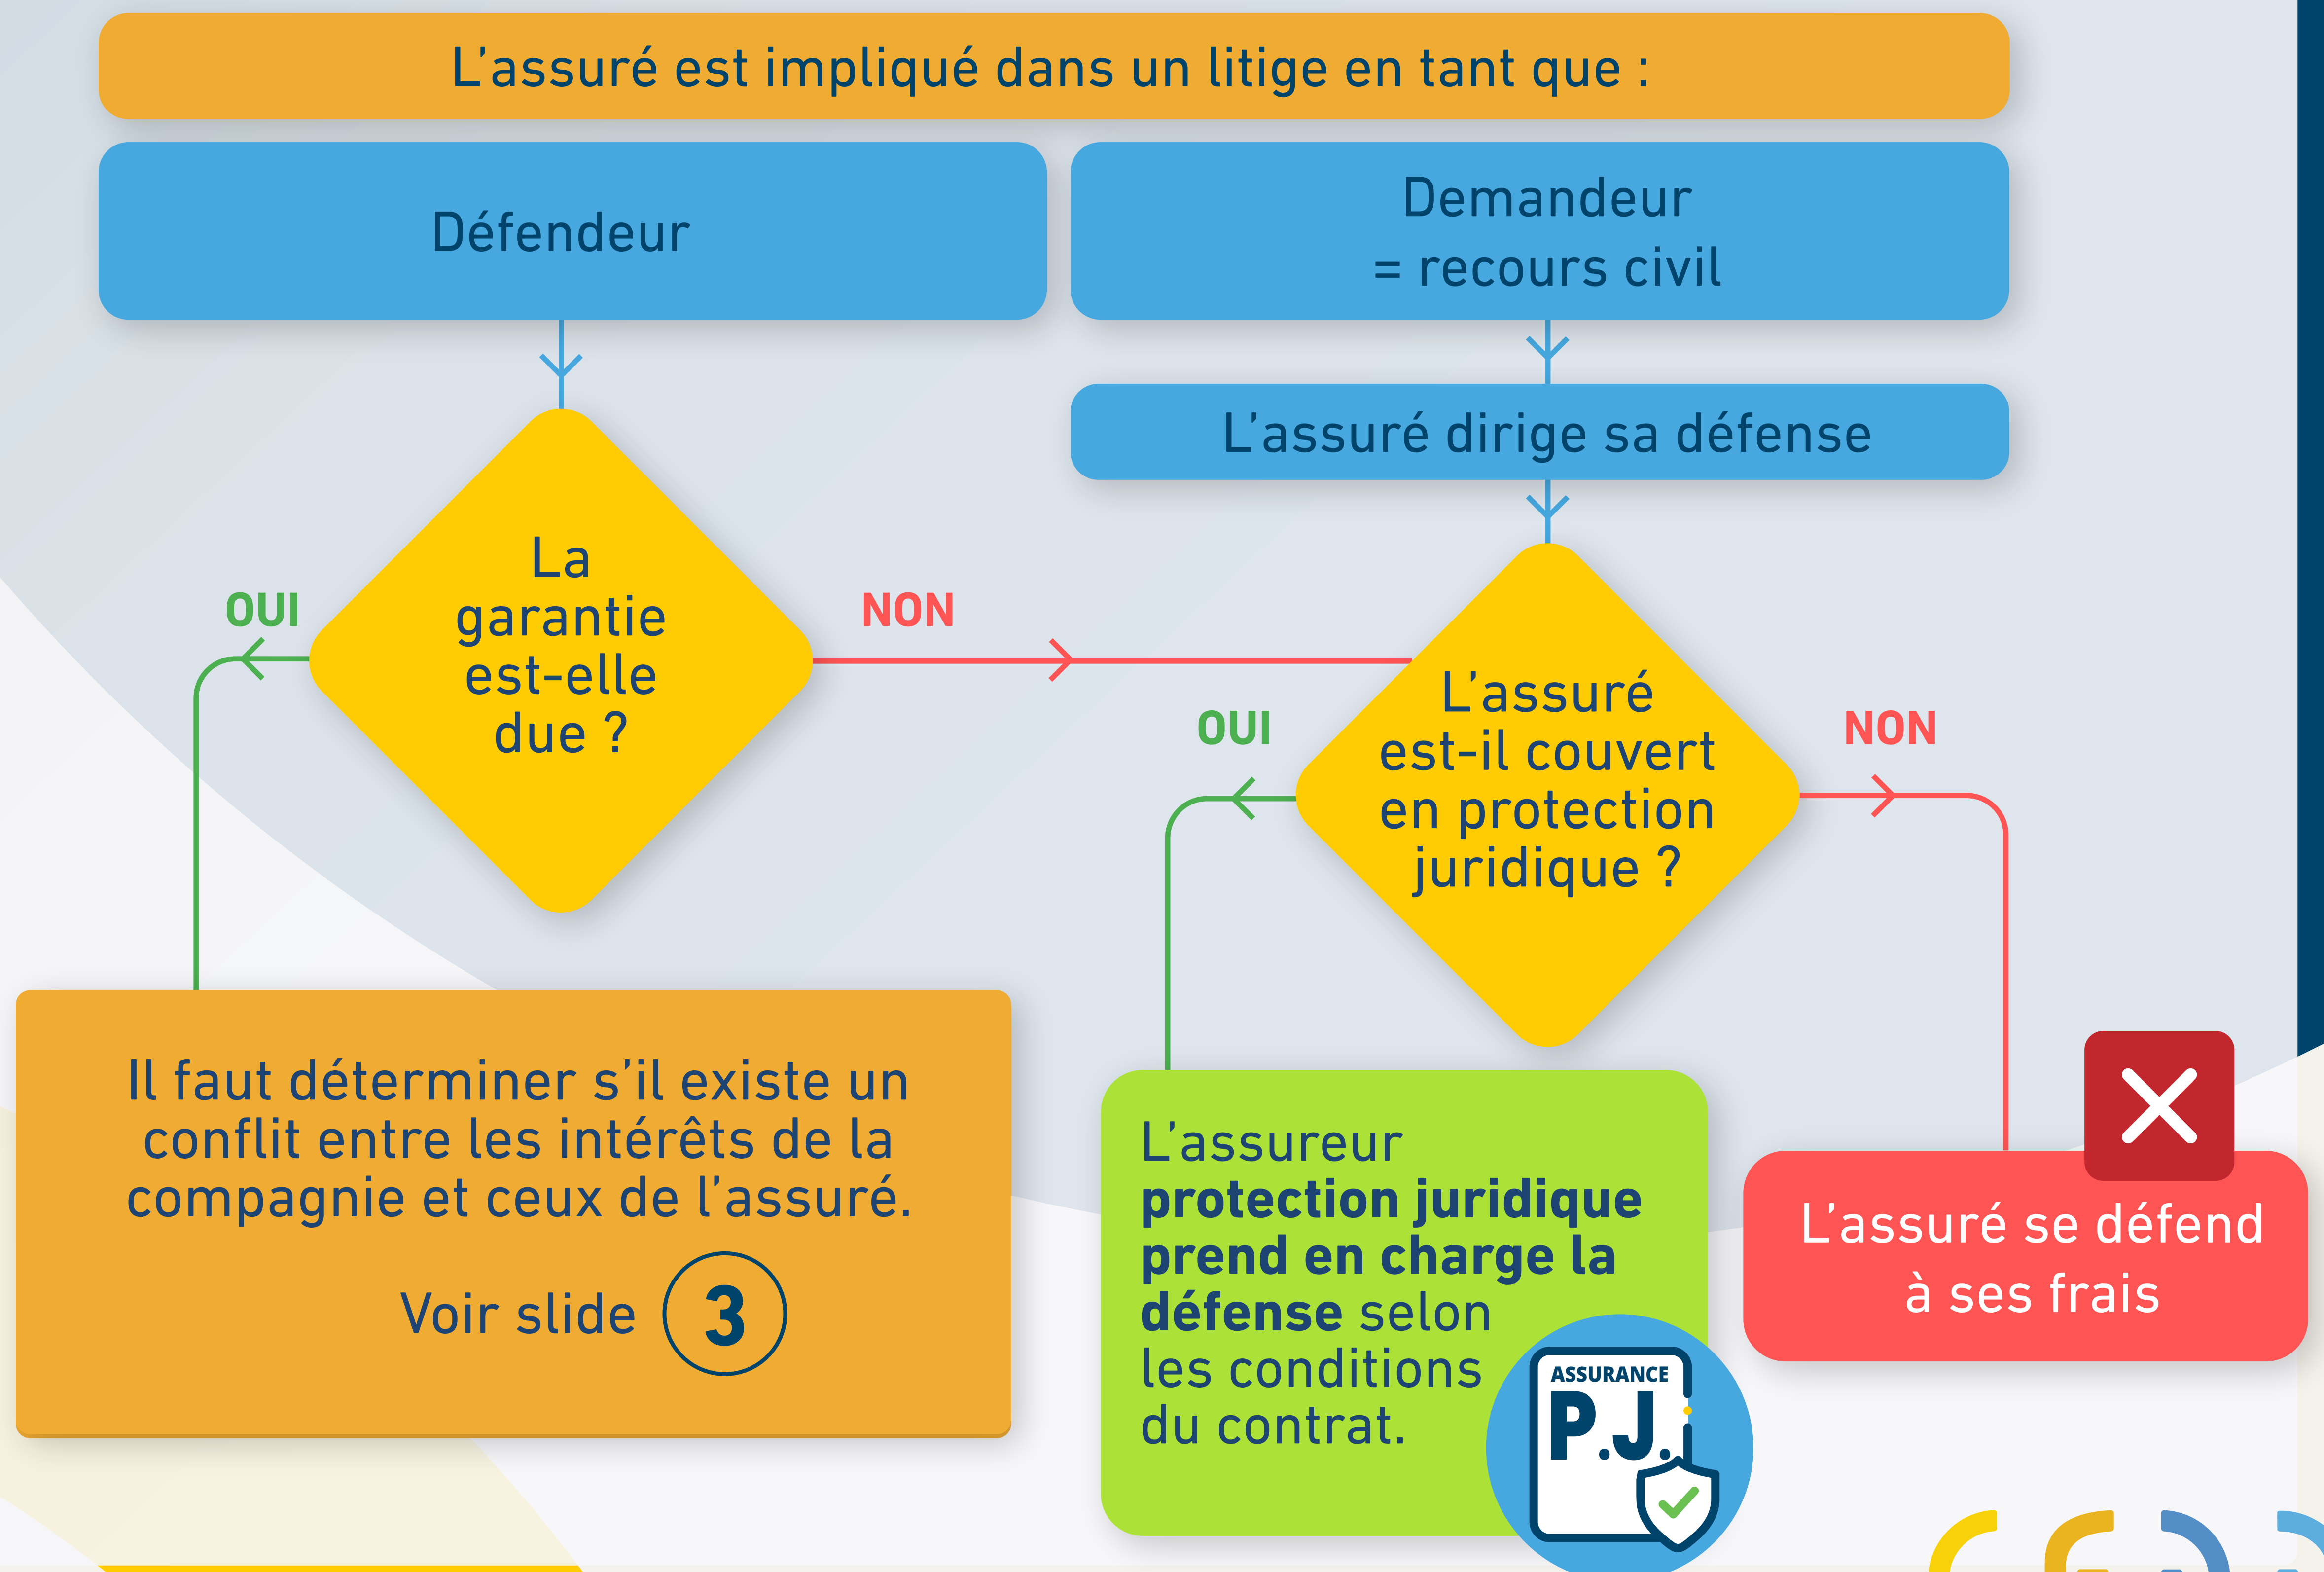 L’assuré est impliqué dans un litige en tant que :
Défendeur
Demandeur
= recours civil
L’assuré dirige sa défense
La
garantie
est-elle
due ?
OUI
NON
L’assuré
est-il couvert
en protection
juridique ?
OUI
NON
Il faut déterminer s’il existe un
conflit entre les intérêts de la
compagnie et ceux de l’assuré.
Voir slide 3
L’assureur
protection juridique
prend en charge la
défense selon
les conditions
du contrat.
ASSURANCE
P.J.
L’assuré se défend
à ses frais